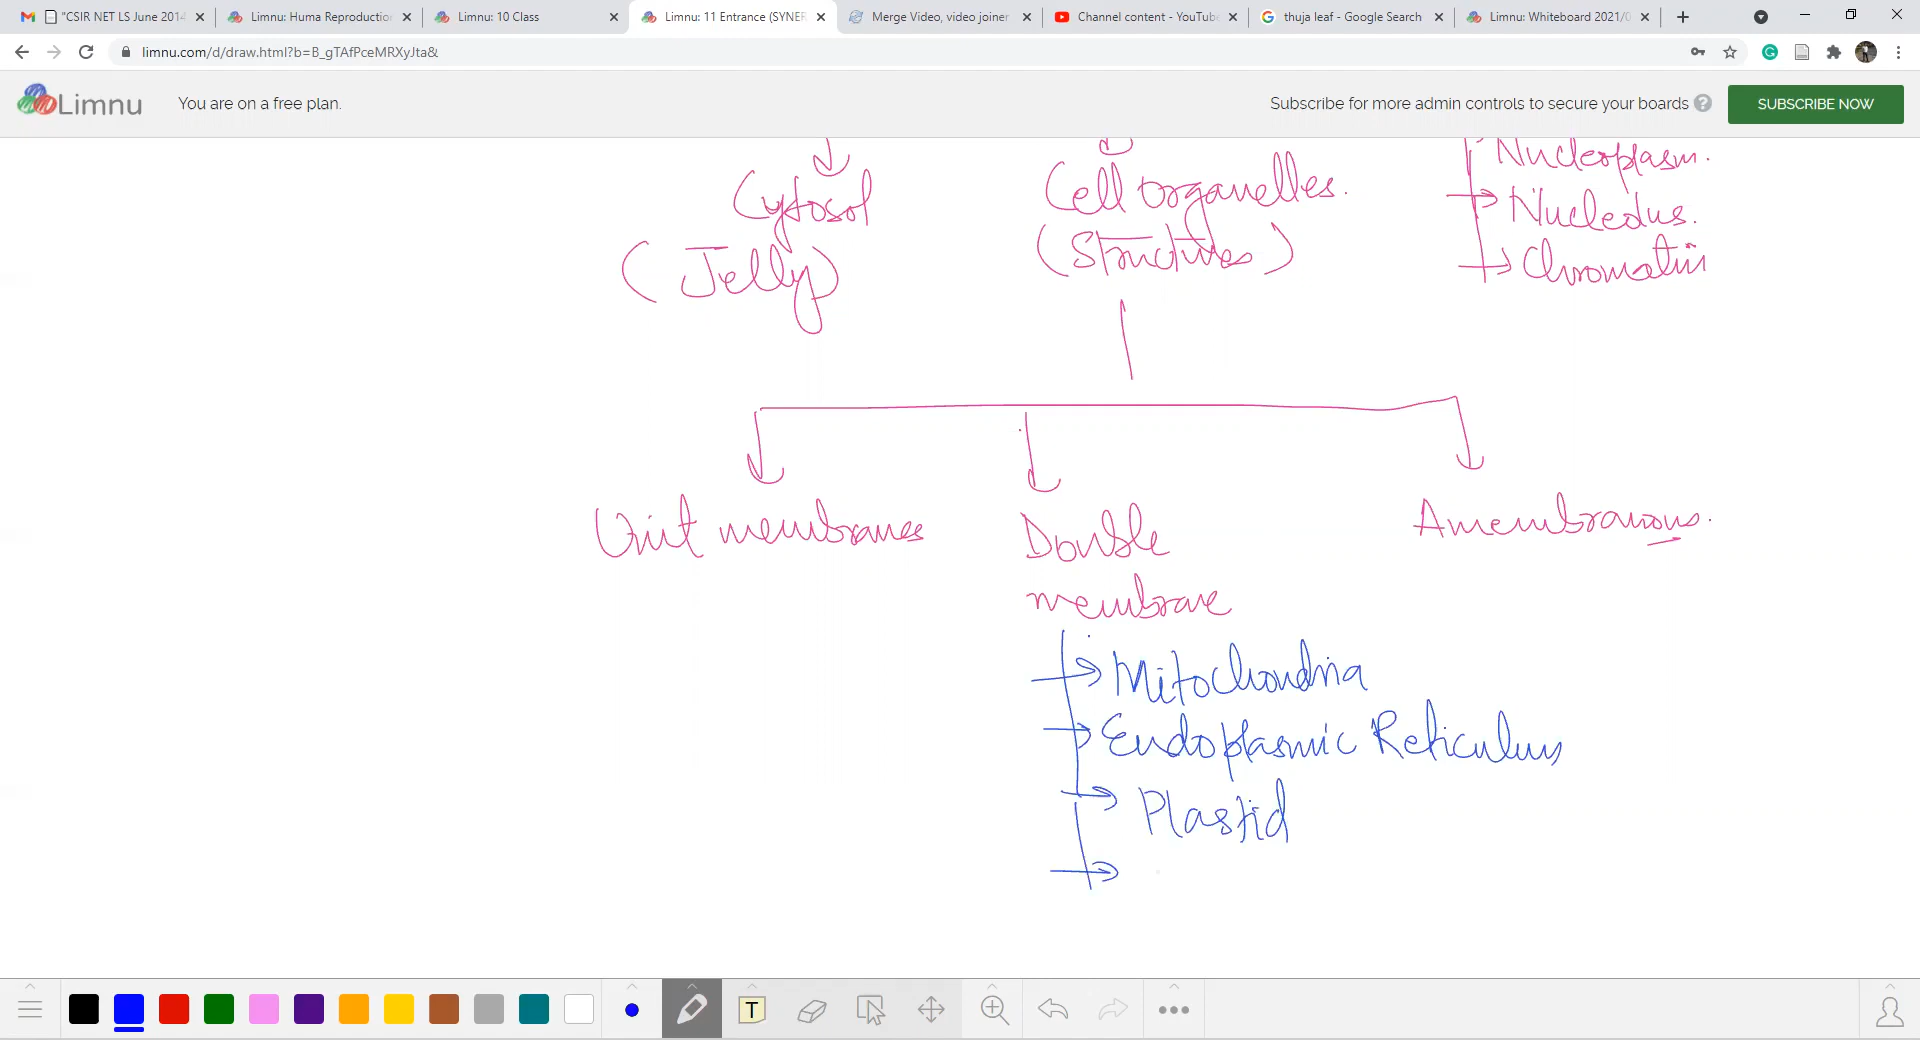 "CSIR NET LS June 2014
Limnu: Huma Reproductio
Limnu: 10 Class
Limnu: 11 Entrance (SYNER
Merge Video, video joiner
Channel content - YouTube
thuja leaf - Google Search
Limnu: Whiteboard 2021/0
limnu.com/d/draw.html?b=B_gTAfPceMRXyJta&
Limnu
You are on a free plan.
Subscribe for more admin controls to secure your boards ?
SUBSCRIBE NOW
Nucleoplasm.
Cytosol
Cell organelles.
Nucleolus.
(Jelly)
(Structures)
Chromatin
Unit membranes
Double
Amembranous.
membrane
Mitochondria
Endoplasmic Reticulum
Plastid
T